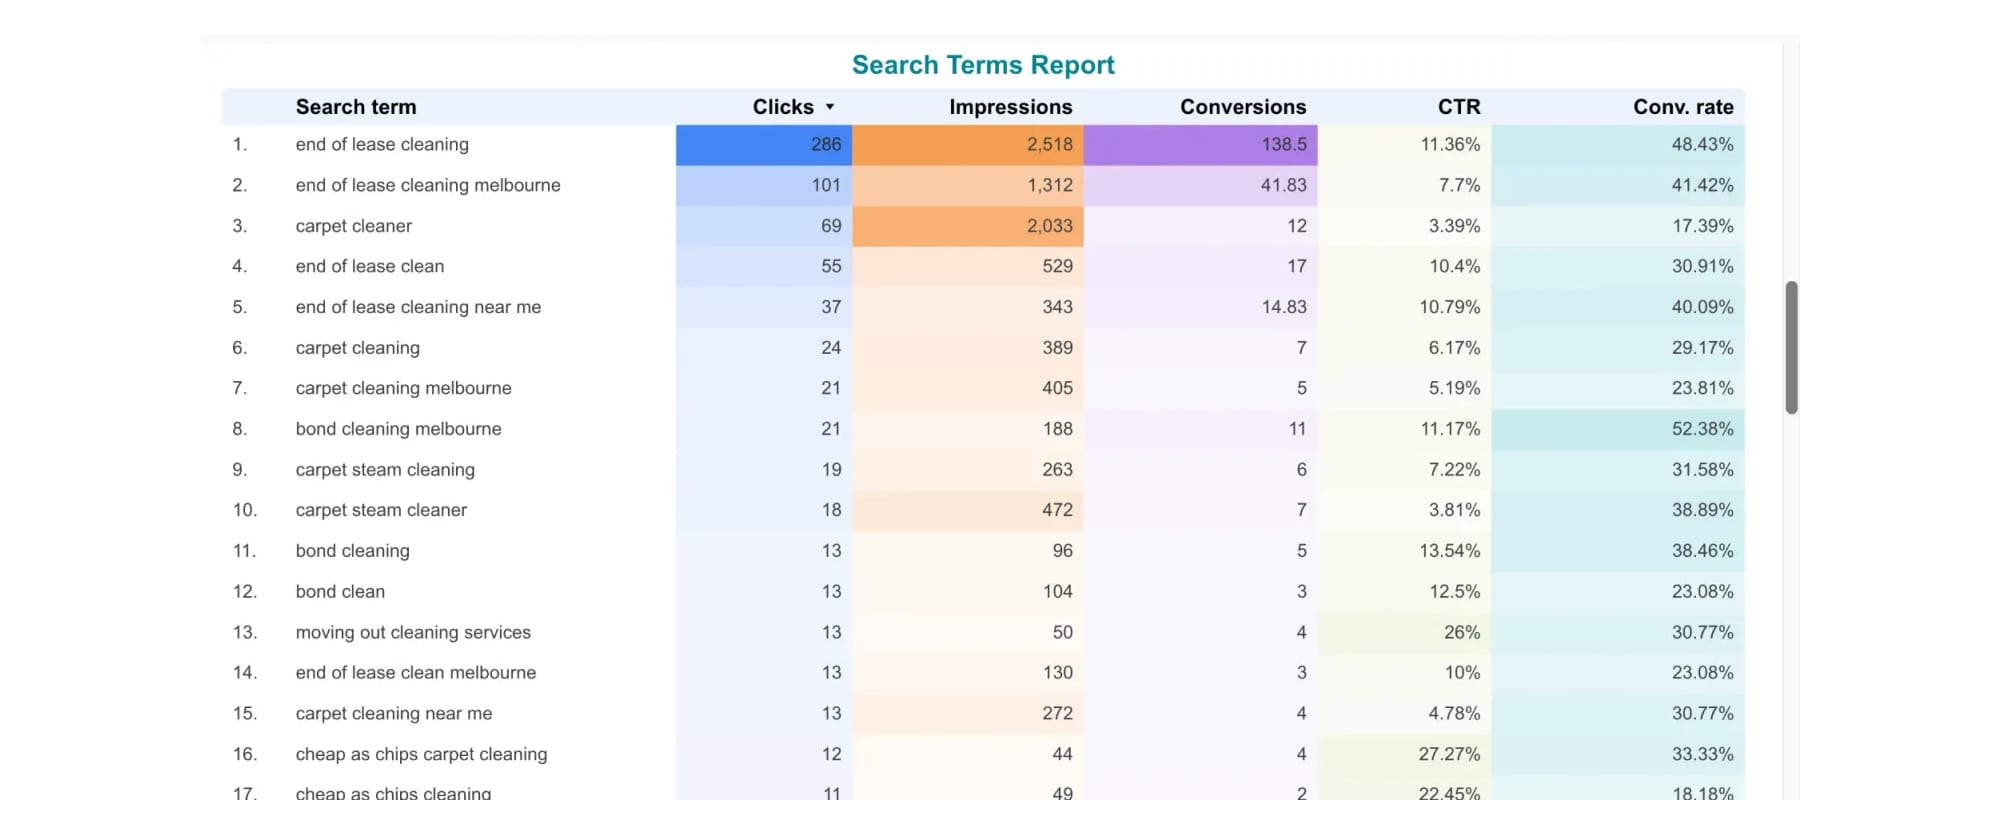 Search Terms Report
Search term Clicks Impressions Conversions CTR Conv. rate
1. end of lease cleaning 286 2,518 138.5 11.36% 48.43%
2. end of lease cleaning melbourne 101 1,312 41.83 7.7% 41.42%
3. carpet cleaner 69 2,033 12 3.39% 17.39%
4. end of lease clean 55 529 17 10.4% 30.91%
5. end of lease cleaning near me 37 343 14.83 10.79% 40.09%
6. carpet cleaning 24 389 7 6.17% 29.17%
7. carpet cleaning melbourne 21 405 5 5.19% 23.81%
8. bond cleaning melbourne 21 188 11 11.17% 52.38%
9. carpet steam cleaning 19 263 6 7.22% 31.58%
10. carpet steam cleaner 18 472 7 3.81% 38.89%
11. bond cleaning 13 96 5 13.54% 38.46%
12. bond clean 13 104 3 12.5% 23.08%
13. moving out cleaning services 13 50 4 26% 30.77%
14. end of lease clean melbourne 13 130 3 10% 23.08%
15. carpet cleaning near me 13 272 4 4.78% 30.77%
16. cheap as chips carpet cleaning 12 44 4 27.27% 33.33%
17. cheap as chips cleaning 11 49 2 22.45% 18.18%